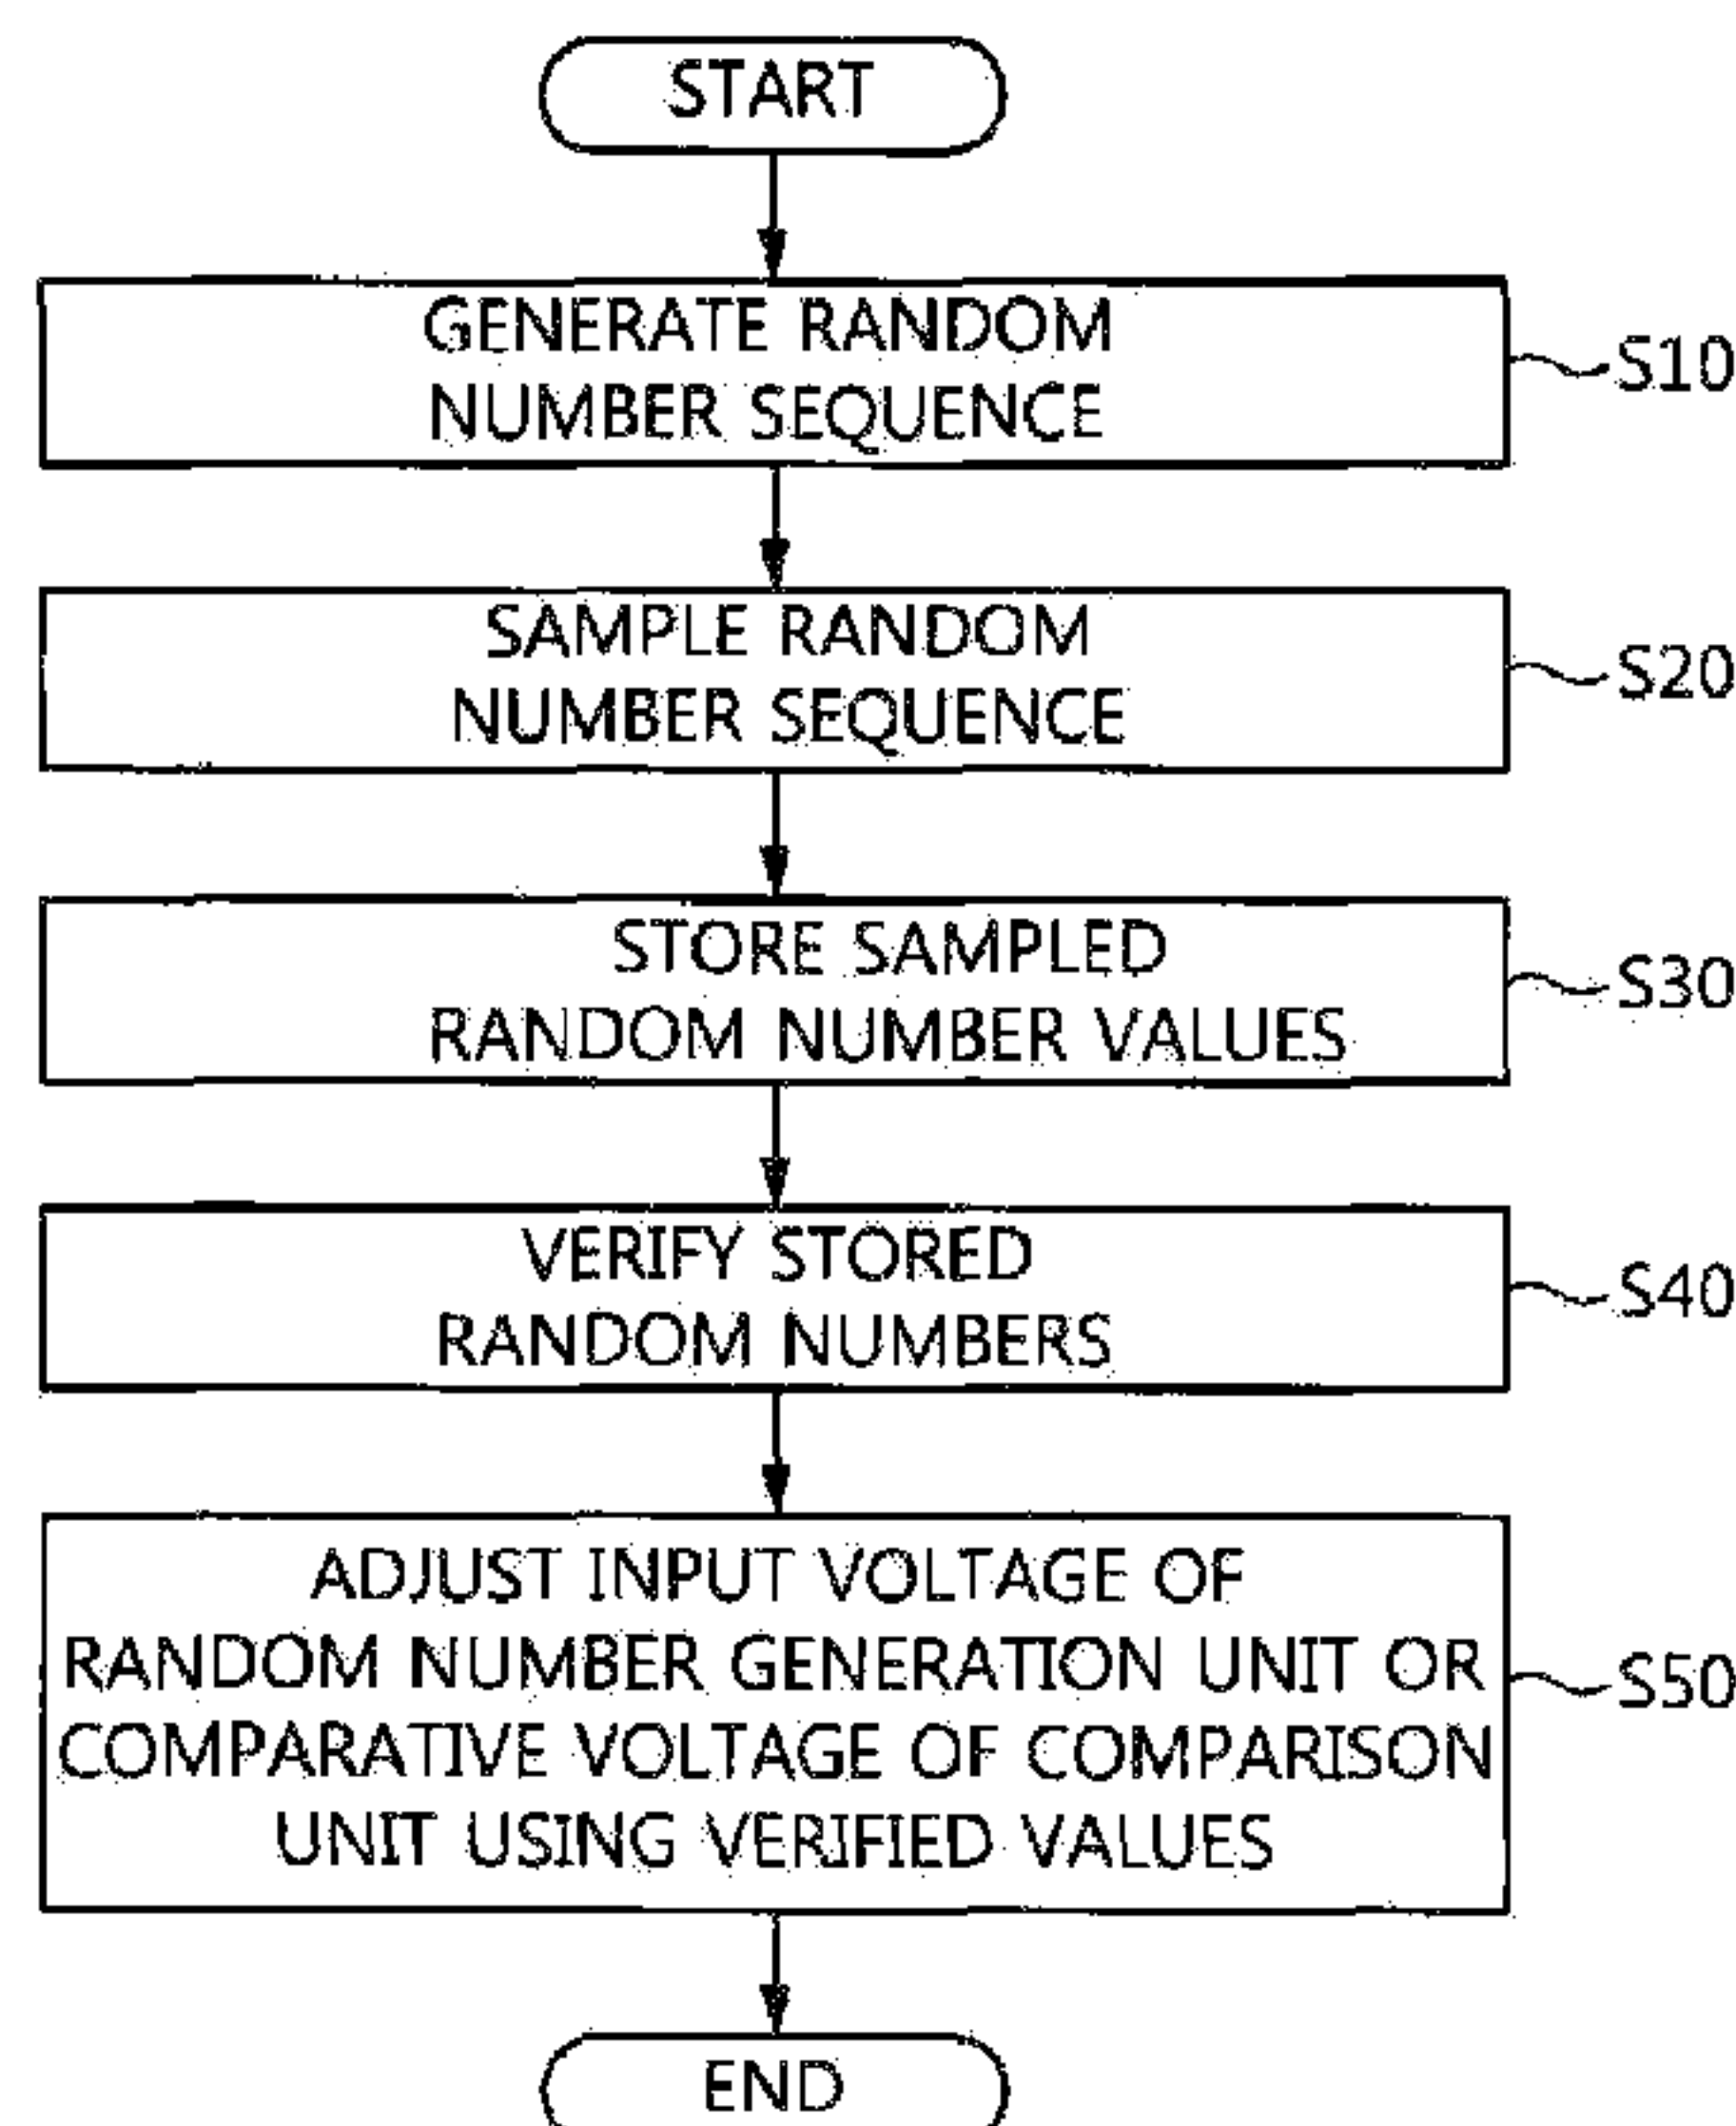 START
GENERATE RANDOM
NUMBER SEQUENCE
S10
SAMPLE RANDOM
NUMBER SEQUENCE
S20
STORE SAMPLED
RANDOM NUMBER VALUES
S30
VERIFY STORED
RANDOM NUMBERS
S40
ADJUST INPUT VOLTAGE OF
RANDOM NUMBER GENERATION UNIT OR
COMPARATIVE VOLTAGE OF COMPARISON
UNIT USING VERIFIED VALUES
S50
END